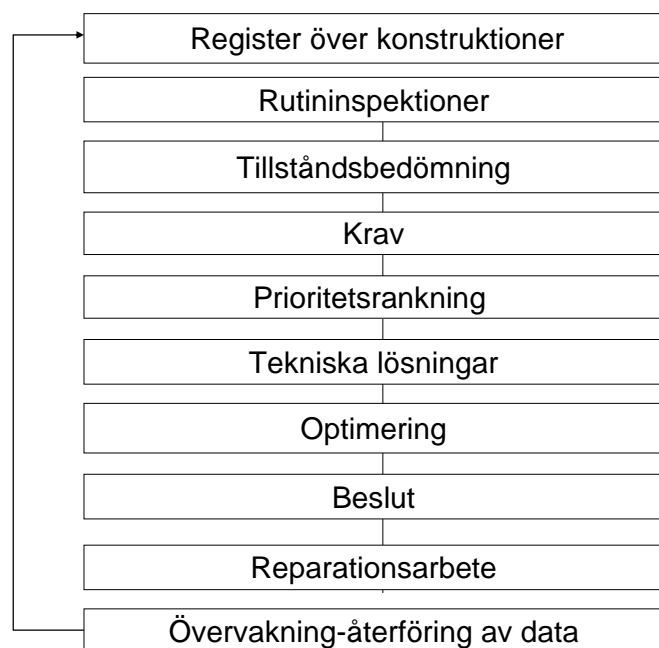 Register över konstruktioner
Rutininspektioner
Tillståndsbedömning
Krav
Prioritetsrankning
Tekniska lösningar
Optimering
Beslut
Reparationsarbete
Övervakning-återföring av data